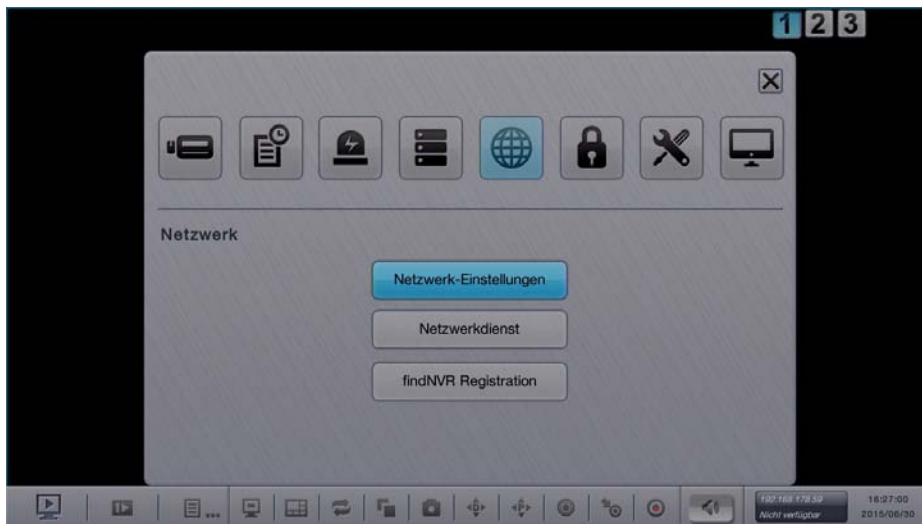 1 2 3
Netzwerk
Netzwerk-Einstellungen
Netzwerkdienst
findNVR Registration
...
192.168.178.59
16:27:00
Nicht verfügbar
2015/06/30